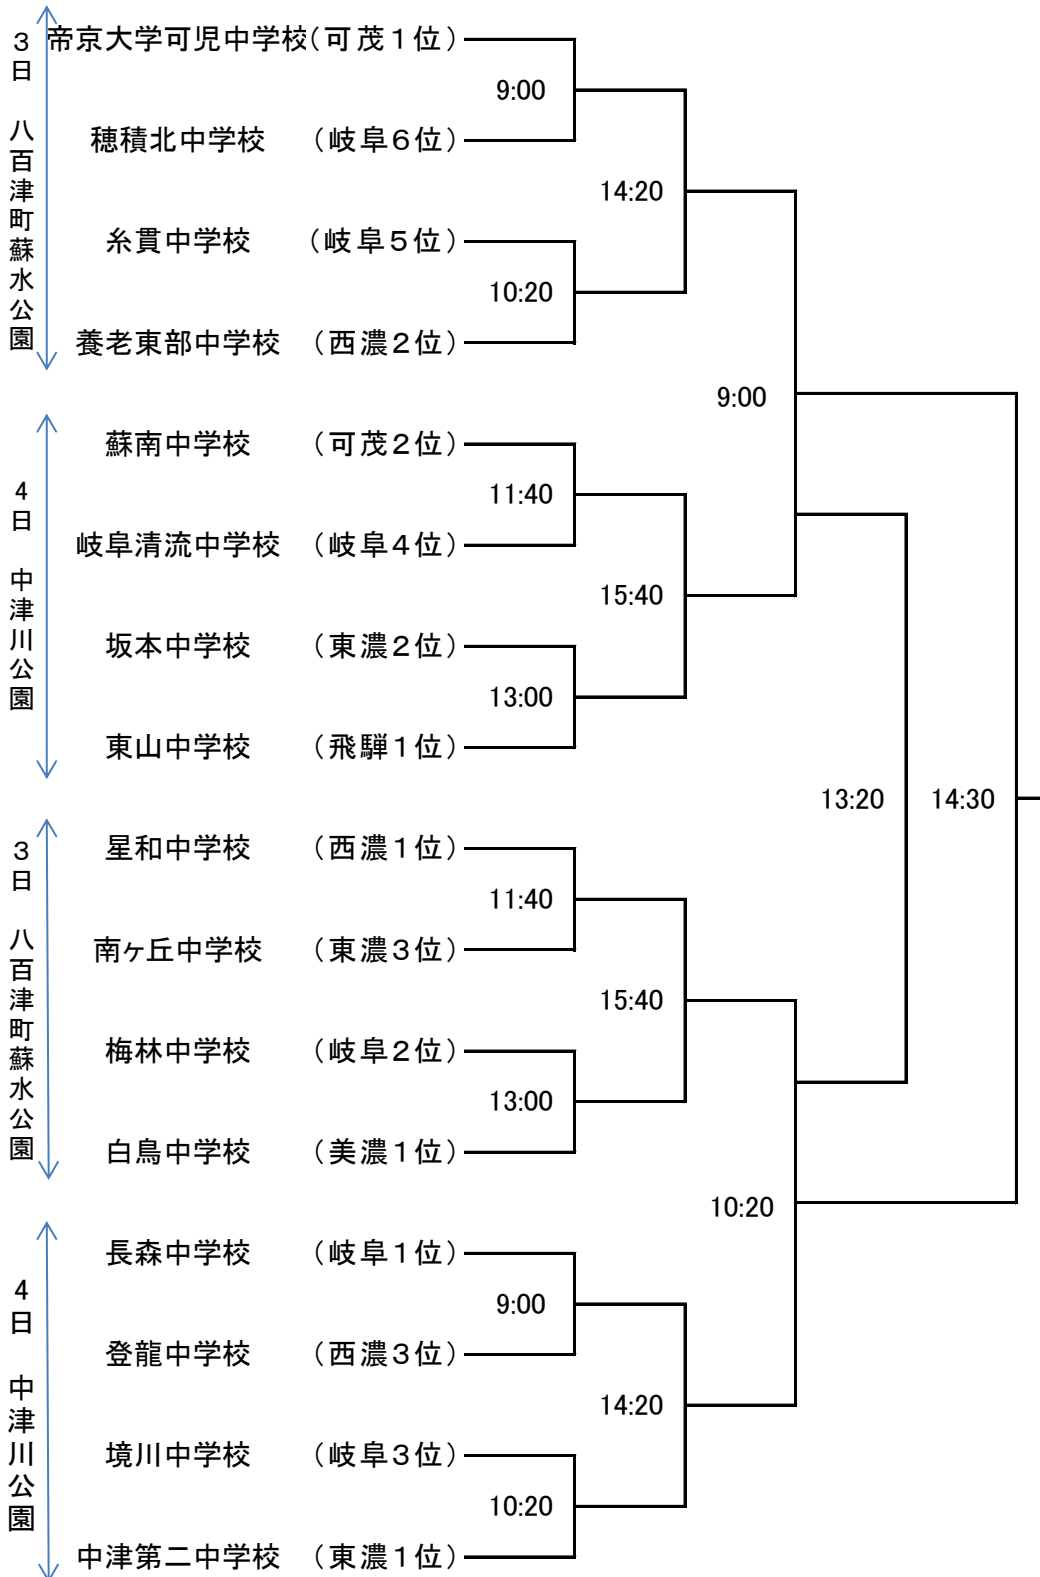 3日 八百津町蘇水公園
帝京大学可児中学校(可茂1位)
9:00
穂積北中学校 (岐阜6位)
14:20
糸貫中学校 (岐阜5位)
10:20
養老東部中学校 (西濃2位)
9:00
4日 中津川公園
蘇南中学校 (可茂2位)
11:40
岐阜清流中学校 (岐阜4位)
15:40
坂本中学校 (東濃2位)
13:00
東山中学校 (飛騨1位)
13:20
14:30
3日 八百津町蘇水公園
星和中学校 (西濃1位)
11:40
南ヶ丘中学校 (東濃3位)
15:40
梅林中学校 (岐阜2位)
13:00
白鳥中学校 (美濃1位)
10:20
4日 中津川公園
長森中学校 (岐阜1位)
9:00
登龍中学校 (西濃3位)
14:20
境川中学校 (岐阜3位)
10:20
中津第二中学校 (東濃1位)